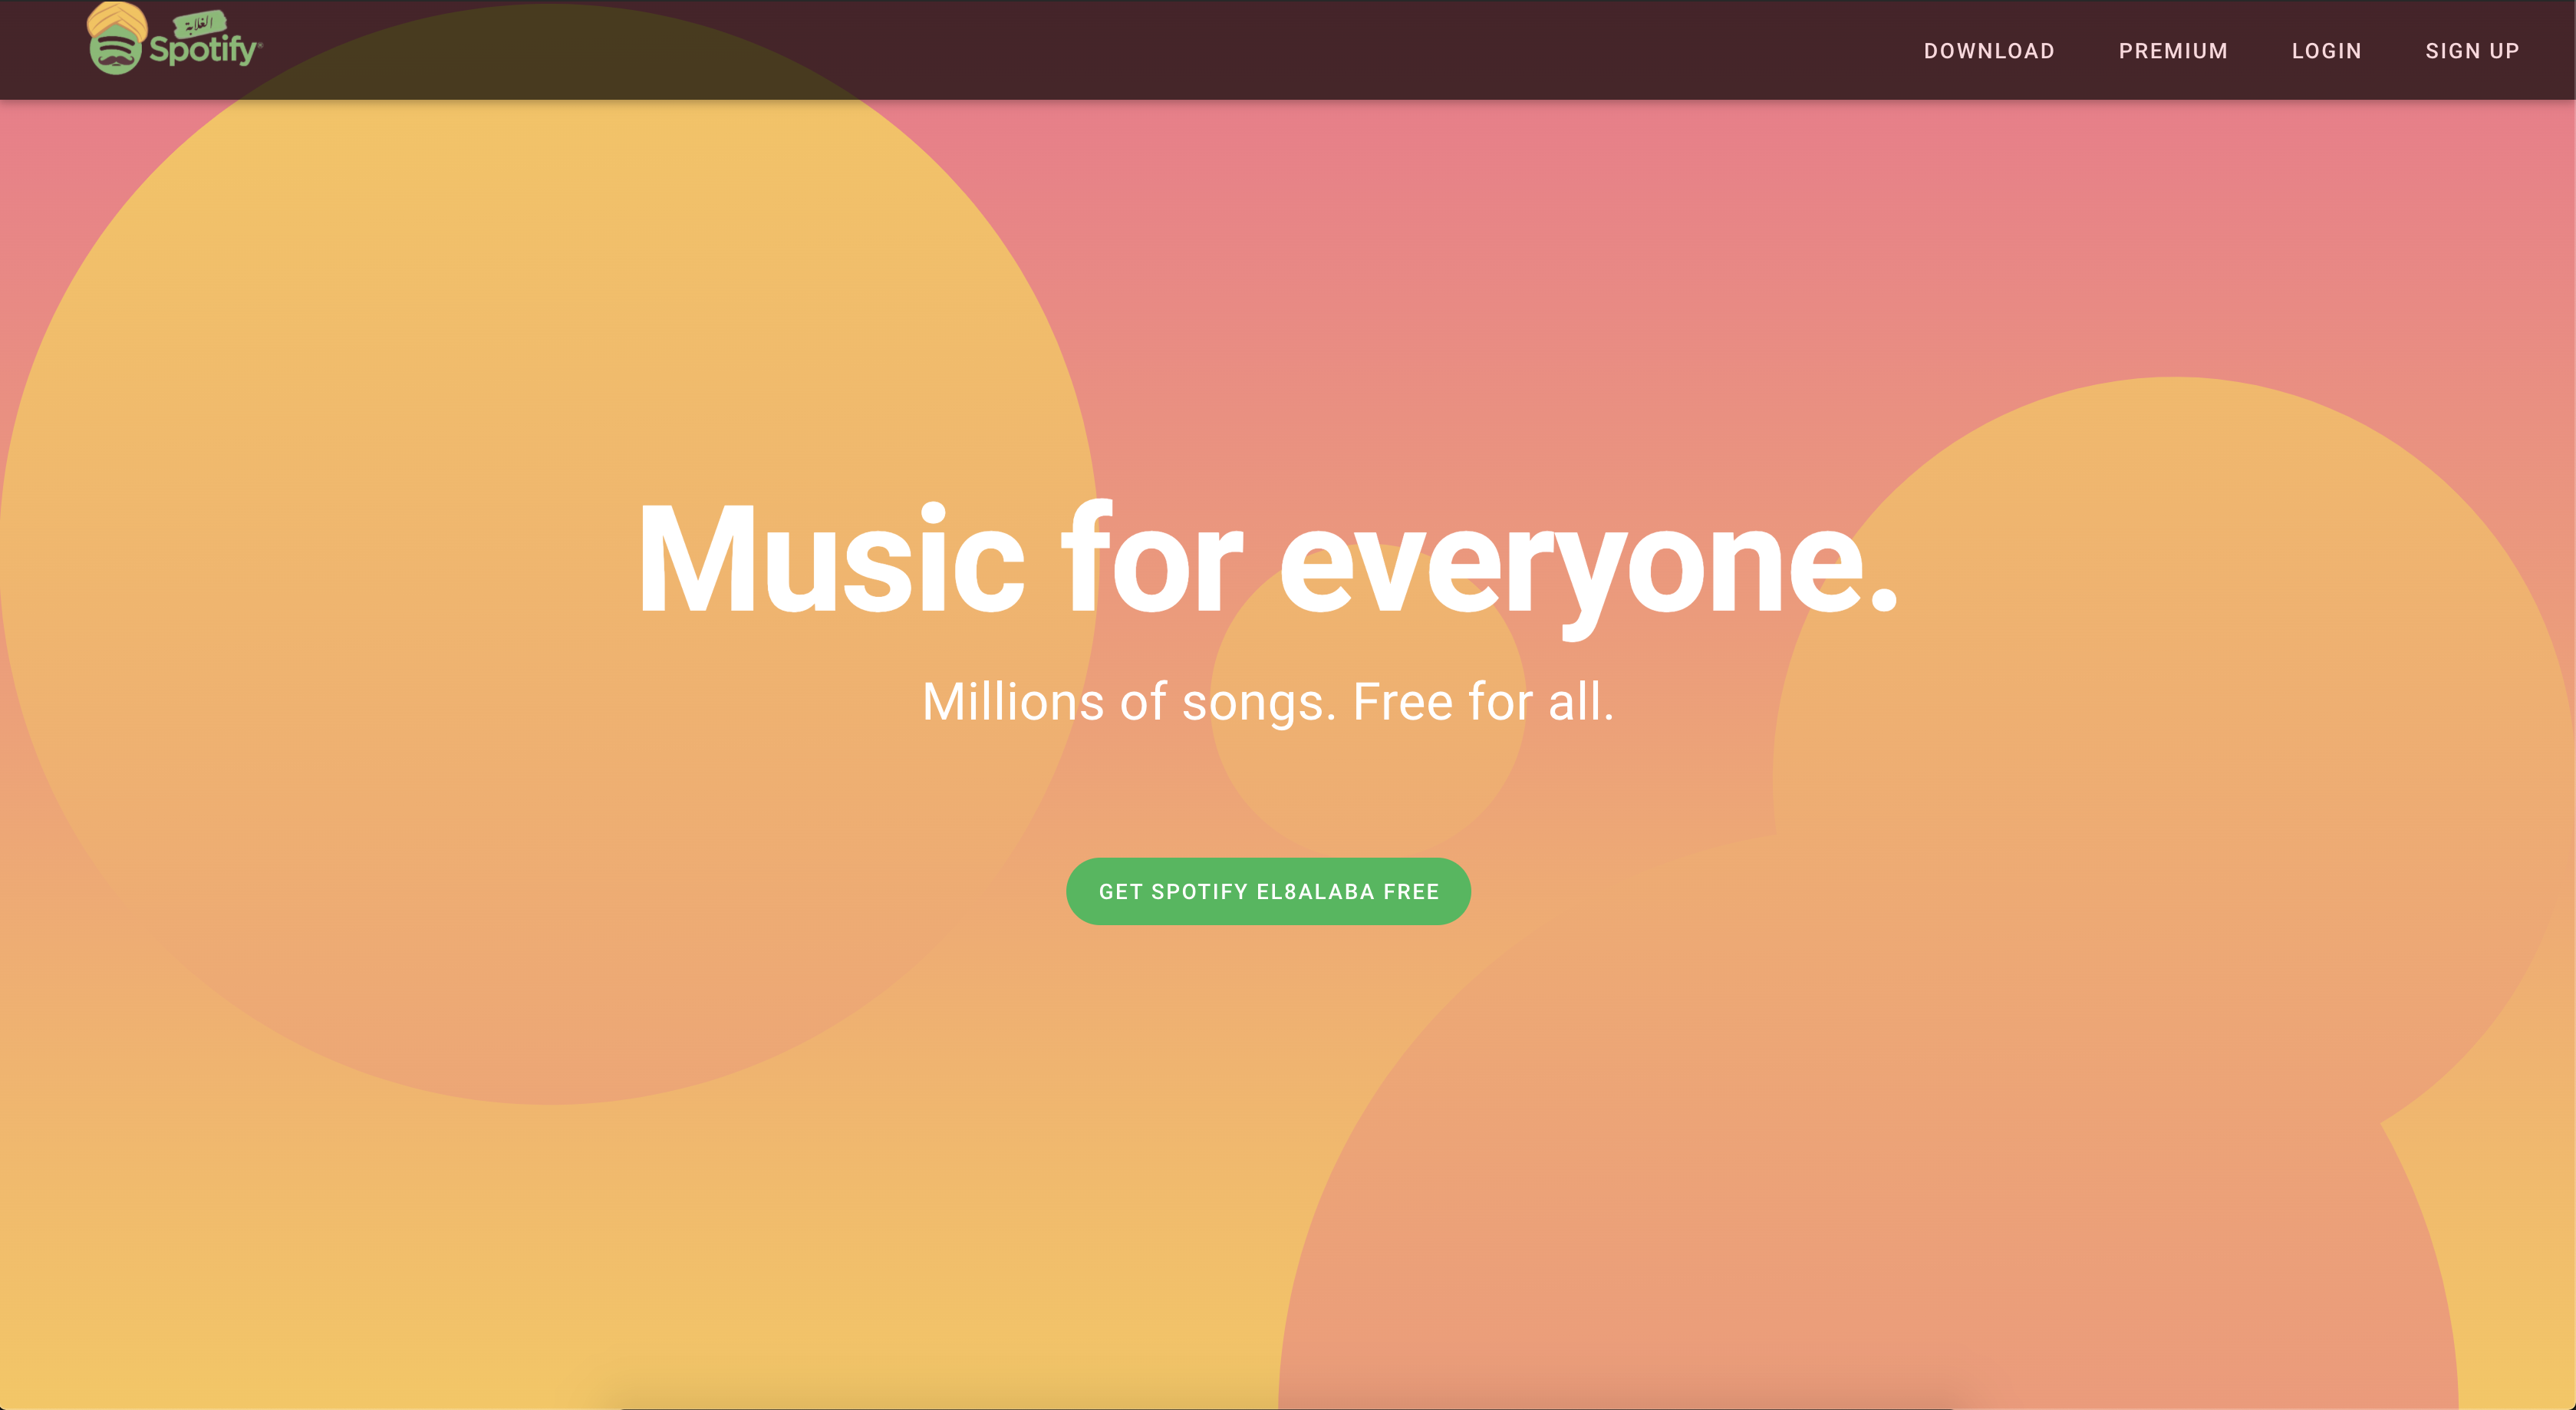 الغلابة
Spotify®
DOWNLOAD
PREMIUM
LOGIN
SIGN UP
Music for everyone.
Millions of songs. Free for all.
GET SPOTIFY EL8ALABA FREE